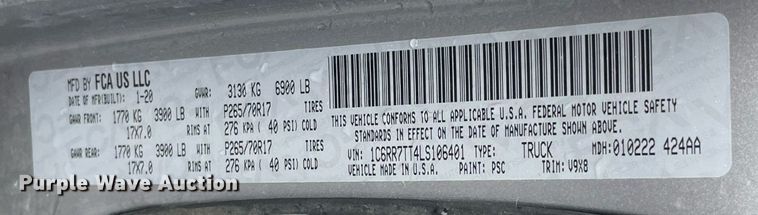 MFD BY FCA US LLC
DATE OF MFR(BUILT) 1-20 GVWR: 3130 KG 6900 LB
GAWR FRONT: 1770 KG 3900 LB WITH P265/70R17 TIRES
17X7.0 RIMS AT 276 KPA ( 40 PSI) COLD
GAWR REAR: 1770 KG 3900 LB WITH P265/70R17 TIRES
17X7.0 RIMS AT 276 KPA ( 40 PSI) COLD
THIS VEHICLE CONFORMS TO ALL APPLICABLE U.S.A. FEDERAL MOTOR VEHICLE SAFETY
STANDARDS IN EFFECT ON THE DATE OF MANUFACTURE SHOWN ABOVE.
VIN: 1C6RR7TT4LS106401 TYPE: TRUCK MDH:010222 424AA
VEHICLE MADE IN U.S.A. PAINT: PSC TRIM: V9X8
Purple Wave Auction
Purple Wave Auction